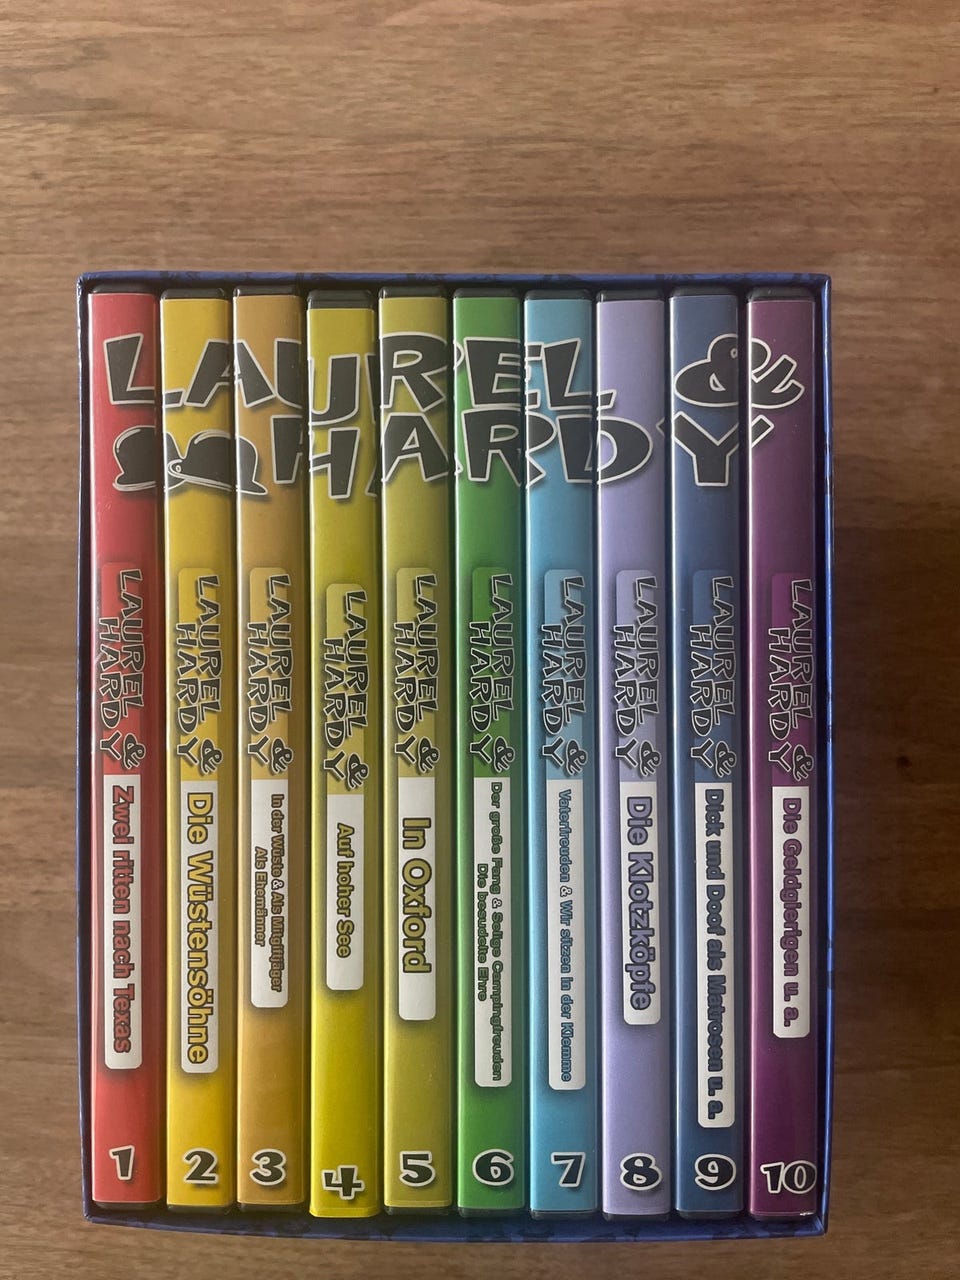 LAUREL &
HARDY
LAUREL &
HARDY
Zwei ritten nach Texas
1
LAUREL &
HARDY
Die Wüstensöhne
2
LAUREL &
HARDY
In der Wüste & Als Mitgiftjäger
Als Ehemänner
3
LAUREL &
HARDY
Auf hoher See
4
LAUREL &
HARDY
In Oxford
5
LAUREL &
HARDY
Der große Fang & Selige Campingfreuden
Die besudelte Ehre
6
LAUREL &
HARDY
Vaterfreuden & Wir sitzen in der Klemme
7
LAUREL &
HARDY
Die Klotzköpfe
8
LAUREL &
HARDY
Dick und Doof als Matrosen u. a.
9
LAUREL &
HARDY
Die Geldgierigen u. a.
10